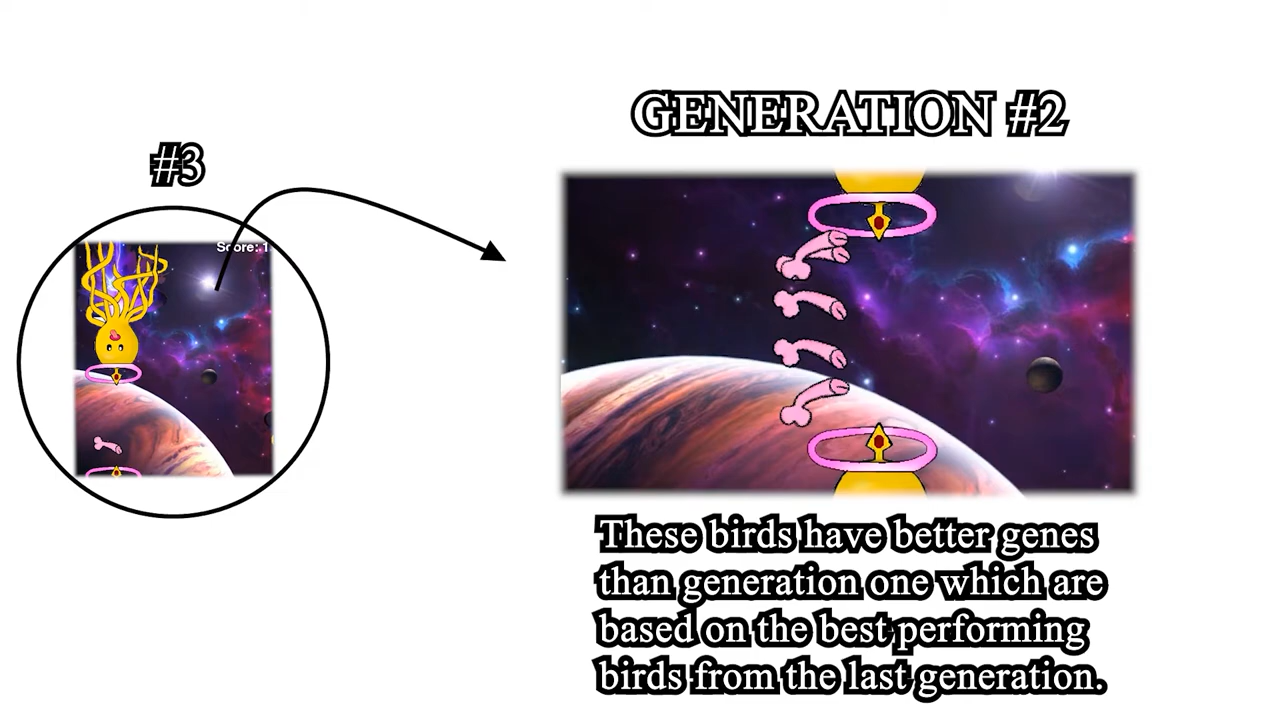 GENERATION #2
#3
Score: 1
These birds have better genes
than generation one which are
based on the best performing
birds from the last generation.